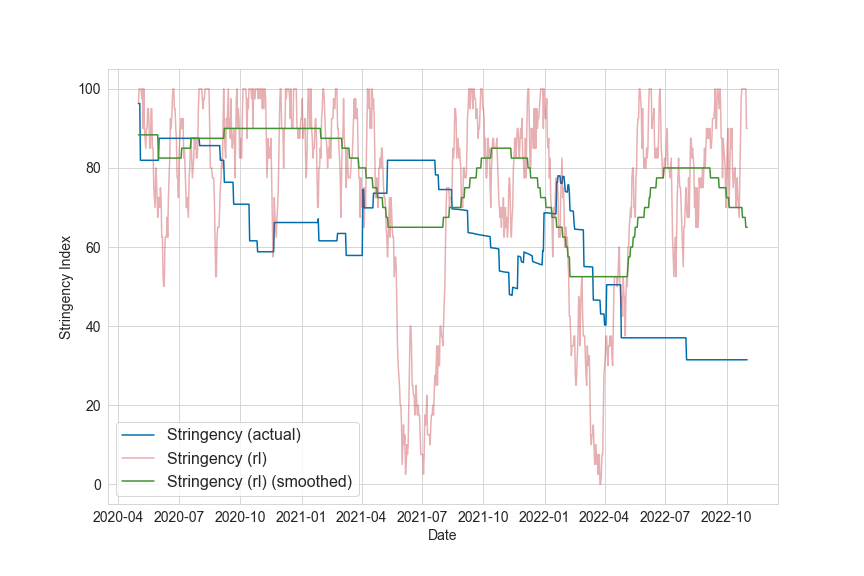 100
80
60
40
20
0
Stringency Index
Stringency (actual)
Stringency (rl)
Stringency (rl) (smoothed)
2020-04 2020-07 2020-10 2021-01 2021-04 2021-07 2021-10 2022-01 2022-04 2022-07 2022-10
Date